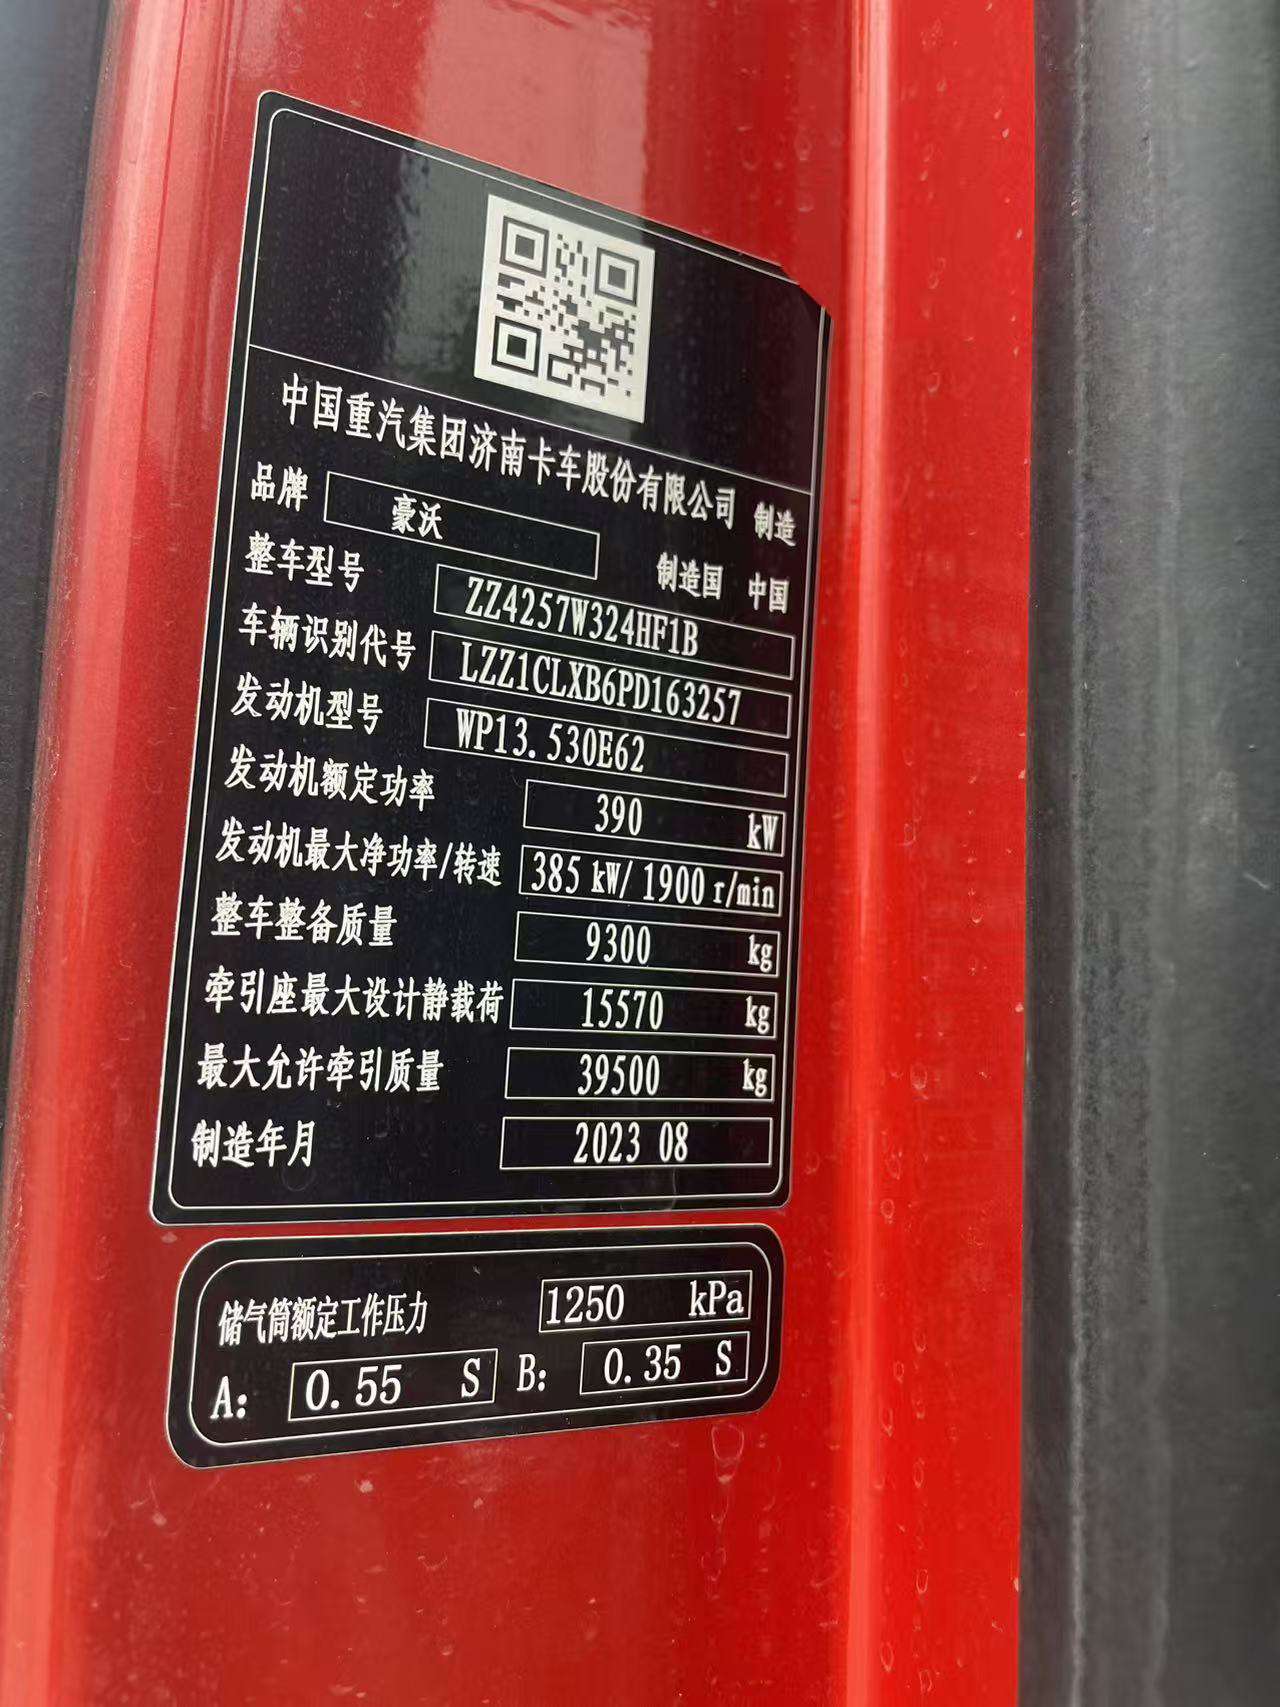 中国重汽集团济南卡车股份有限公司 制造
品牌 豪沃 制造国 中国
整车型号 ZZ4257W324HF1B
车辆识别代号 LZZ1CLXB6PD163257
发动机型号 WP13.530E62
发动机额定功率 390 kW
发动机最大净功率/转速 385 kW/ 1900 r/min
整车整备质量 9300 kg
牵引座最大设计静载荷 15570 kg
最大允许牵引质量 39500 kg
制造年月 2023 08
储气筒额定工作压力 1250 kPa
A: 0.55 S B: 0.35 S